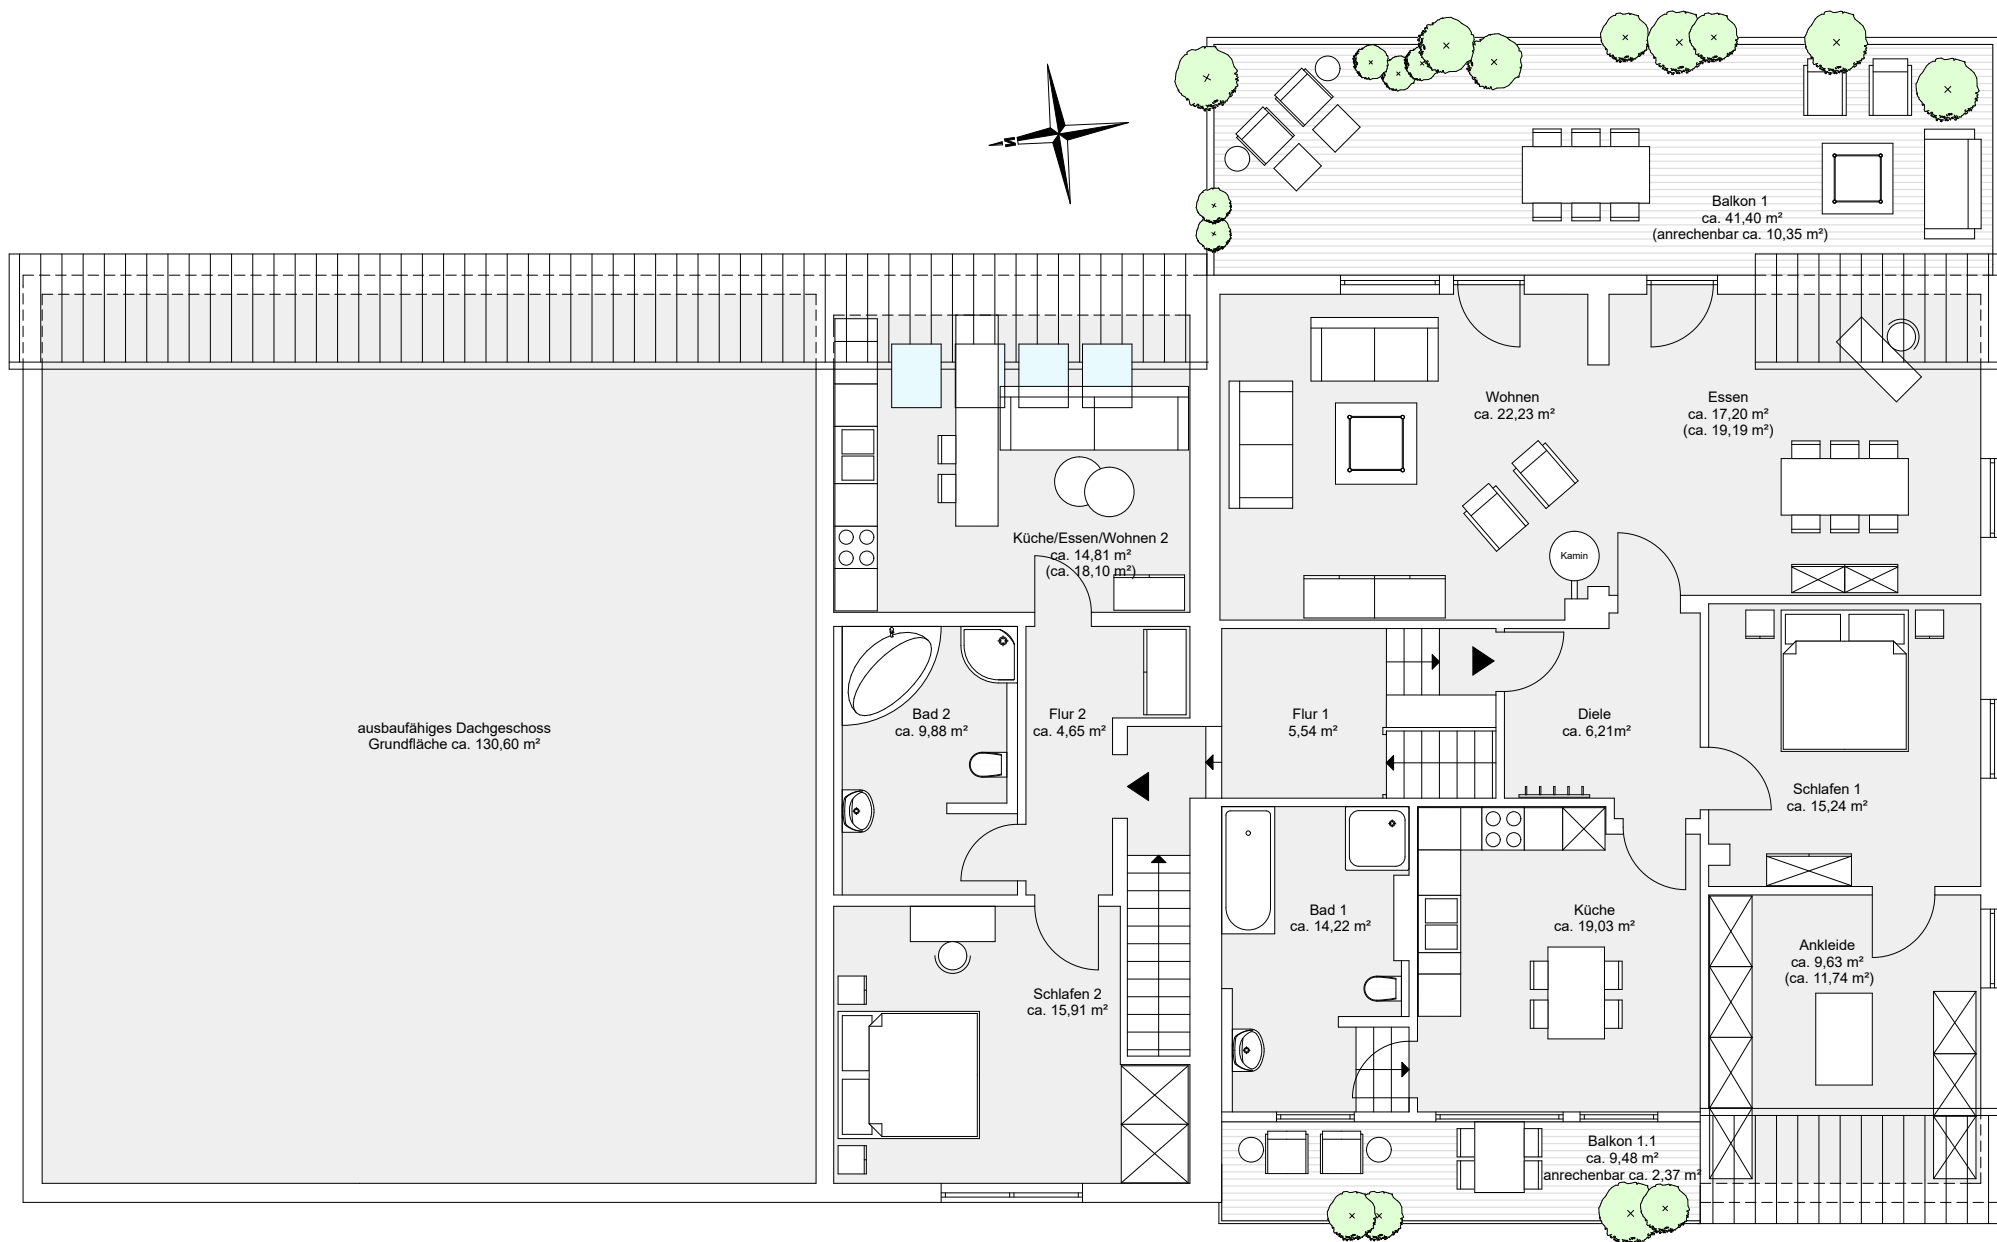 N
Balkon 1
ca. 41,40 m²
(anrechenbar ca. 10,35 m²)
Wohnen
ca. 22,23 m²
Essen
ca. 17,20 m²
(ca. 19,19 m²)
Küche/Essen/Wohnen 2
ca. 14,81 m²
(ca. 18,10 m²)
Kamin
ausbaufähiges Dachgeschoss
Grundfläche ca. 130,60 m²
Bad 2
ca. 9,88 m²
Flur 2
ca. 4,65 m²
Flur 1
5,54 m²
Diele
ca. 6,21m²
Schlafen 1
ca. 15,24 m²
Bad 1
ca. 14,22 m²
Küche
ca. 19,03 m²
Ankleide
ca. 9,63 m²
(ca. 11,74 m²)
Schlafen 2
ca. 15,91 m²
Balkon 1.1
ca. 9,48 m²
anrechenbar ca. 2,37 m²